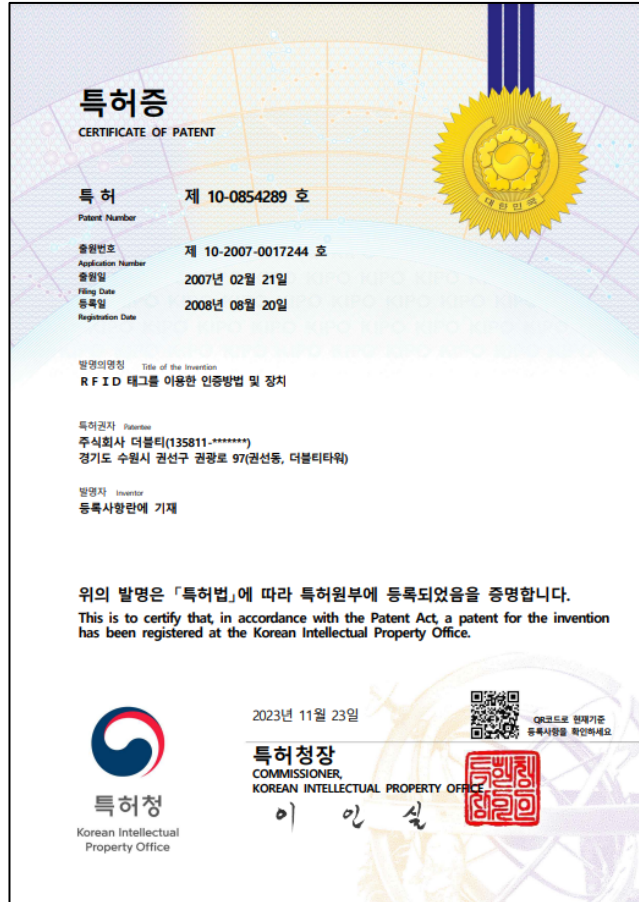 특허증
CERTIFICATE OF PATENT
대한민국
특 허 제 10-0854289 호
Patent Number
출원번호 제 10-2007-0017244 호
Application Number
출원일 2007년 02월 21일
Filing Date
등록일 2008년 08월 20일
Registration Date
발명의명칭 Title of the Invention
RFID 태그를 이용한 인증방법 및 장치
특허권자 Patentee
주식회사 더블티(135811-*******)
경기도 수원시 권선구 권광로 97(권선동, 더블티타워)
발명자 Inventor
등록사항란에 기재
위의 발명은 「특허법」에 따라 특허원부에 등록되었음을 증명합니다.
This is to certify that, in accordance with the Patent Act, a patent for the invention
has been registered at the Korean Intellectual Property Office.
2023년 11월 23일
QR코드로 현재기준
등록사항을 확인하세요
특허청장
COMMISSIONER,
KOREAN INTELLECTUAL PROPERTY OFFICE
이 인 실
특허청
Korean Intellectual
Property Office